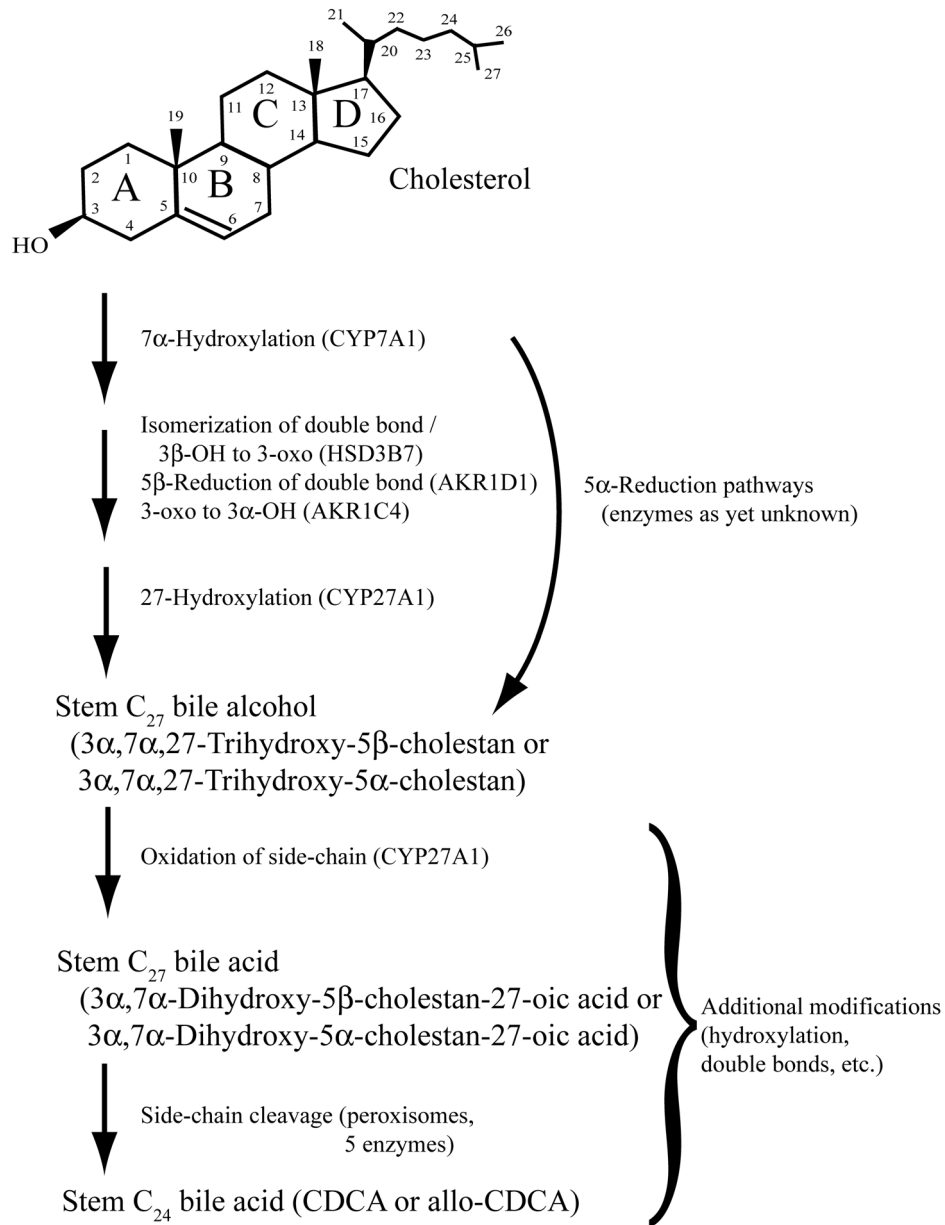 21
22
24
26
18
20
23
25
27
12
17
11
C
13
D
16
19
14
15
1
9
2
10
B
8
A
Cholesterol
3
5
6
7
4
HO
7α-Hydroxylation (CYP7A1)
Isomerization of double bond /
3β-OH to 3-oxo (HSD3B7)
5β-Reduction of double bond (AKR1D1)
3-oxo to 3α-OH (AKR1C4)
5α-Reduction pathways
(enzymes as yet unknown)
27-Hydroxylation (CYP27A1)
Stem C27 bile alcohol
(3α,7α,27-Trihydroxy-5β-cholestan or
3α,7α,27-Trihydroxy-5α-cholestan)
Oxidation of side-chain (CYP27A1)
Stem C27 bile acid
(3α,7α-Dihydroxy-5β-cholestan-27-oic acid or
3α,7α-Dihydroxy-5α-cholestan-27-oic acid)
Additional modifications
(hydroxylation,
double bonds, etc.)
Side-chain cleavage (peroxisomes,
5 enzymes)
Stem C24 bile acid (CDCA or allo-CDCA)